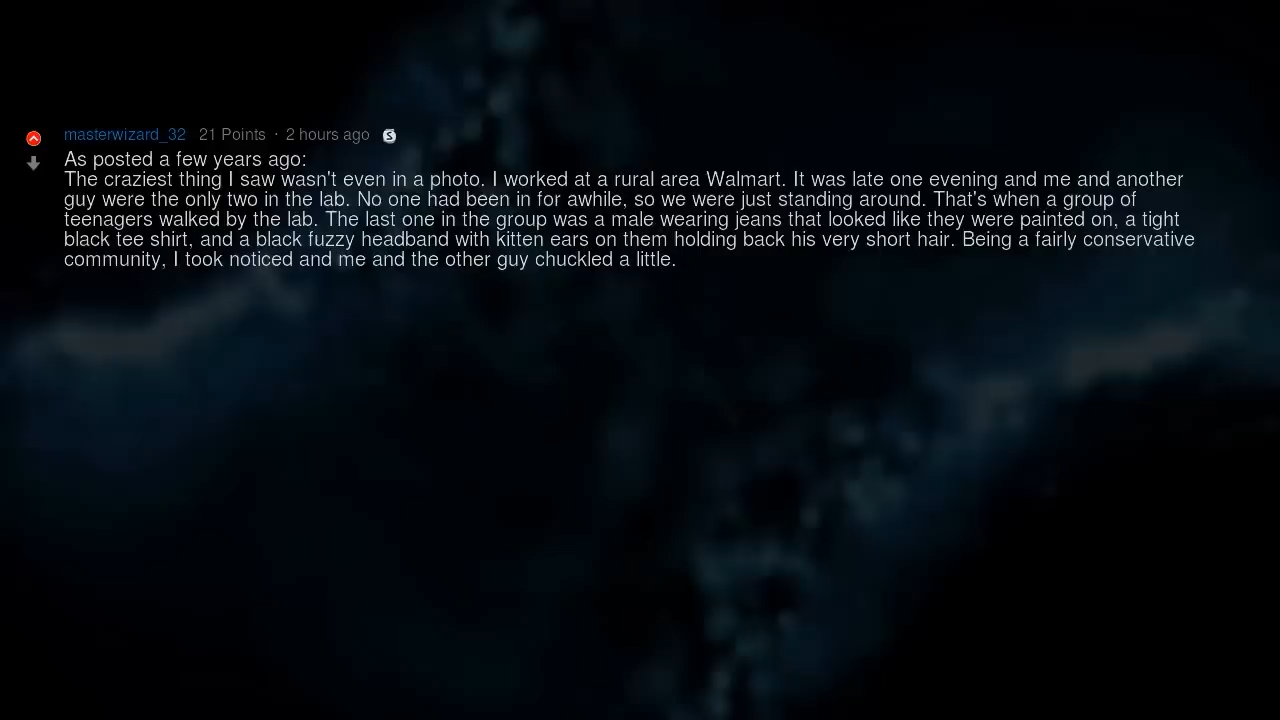 masterwizard_32 21 Points · 2 hours ago S
As posted a few years ago:
The craziest thing I saw wasn't even in a photo. I worked at a rural area Walmart. It was late one evening and me and another
guy were the only two in the lab. No one had been in for awhile, so we were just standing around. That's when a group of
teenagers walked by the lab. The last one in the group was a male wearing jeans that looked like they were painted on, a tight
black tee shirt, and a black fuzzy headband with kitten ears on them holding back his very short hair. Being a fairly conservative
community, I took noticed and me and the other guy chuckled a little.